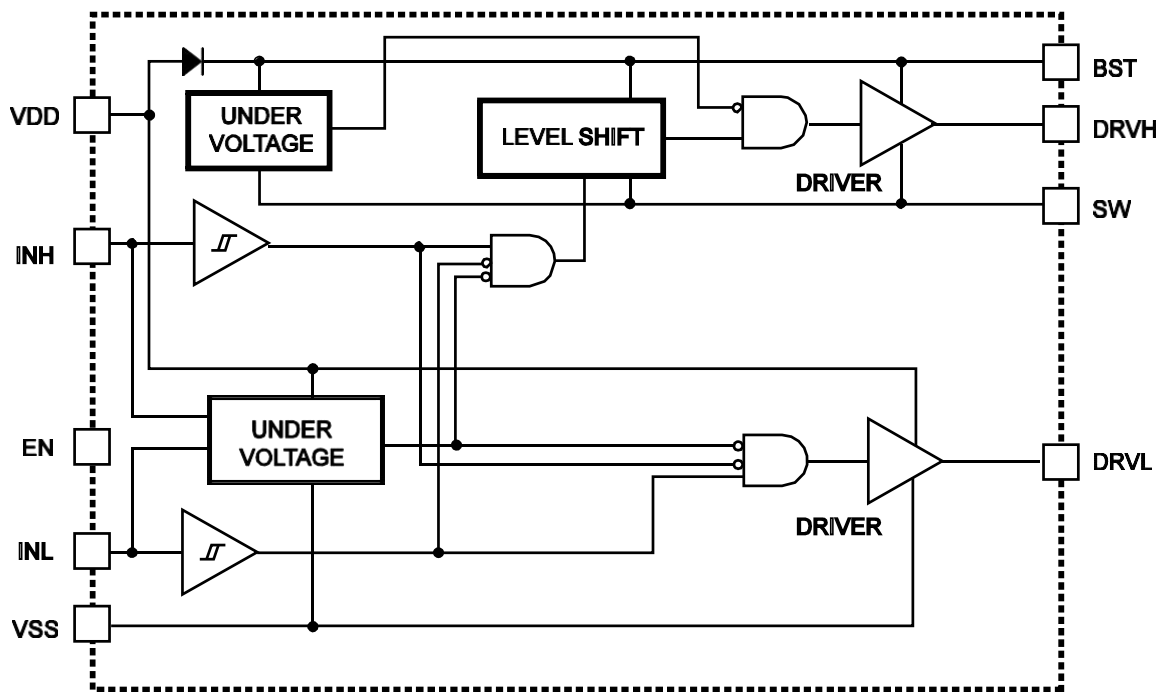 VDD
UNDER
VOLTAGE
LEVEL SHIFT
BST
DRVH
DRIVER
SW
INH
EN
UNDER
VOLTAGE
DRVL
DRIVER
INL
VSS